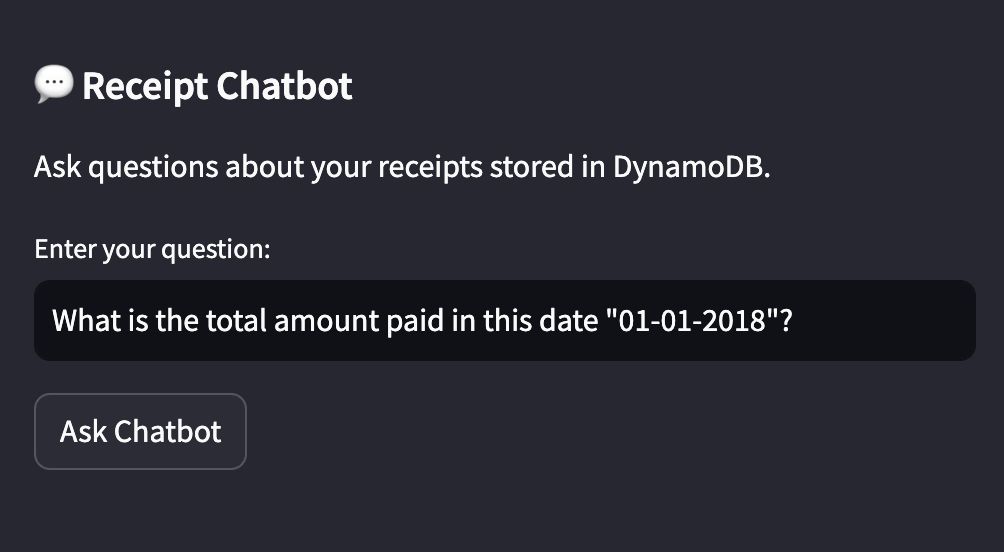 Receipt Chatbot
Ask questions about your receipts stored in DynamoDB.
Enter your question:
What is the total amount paid in this date "01-01-2018"?
Ask Chatbot